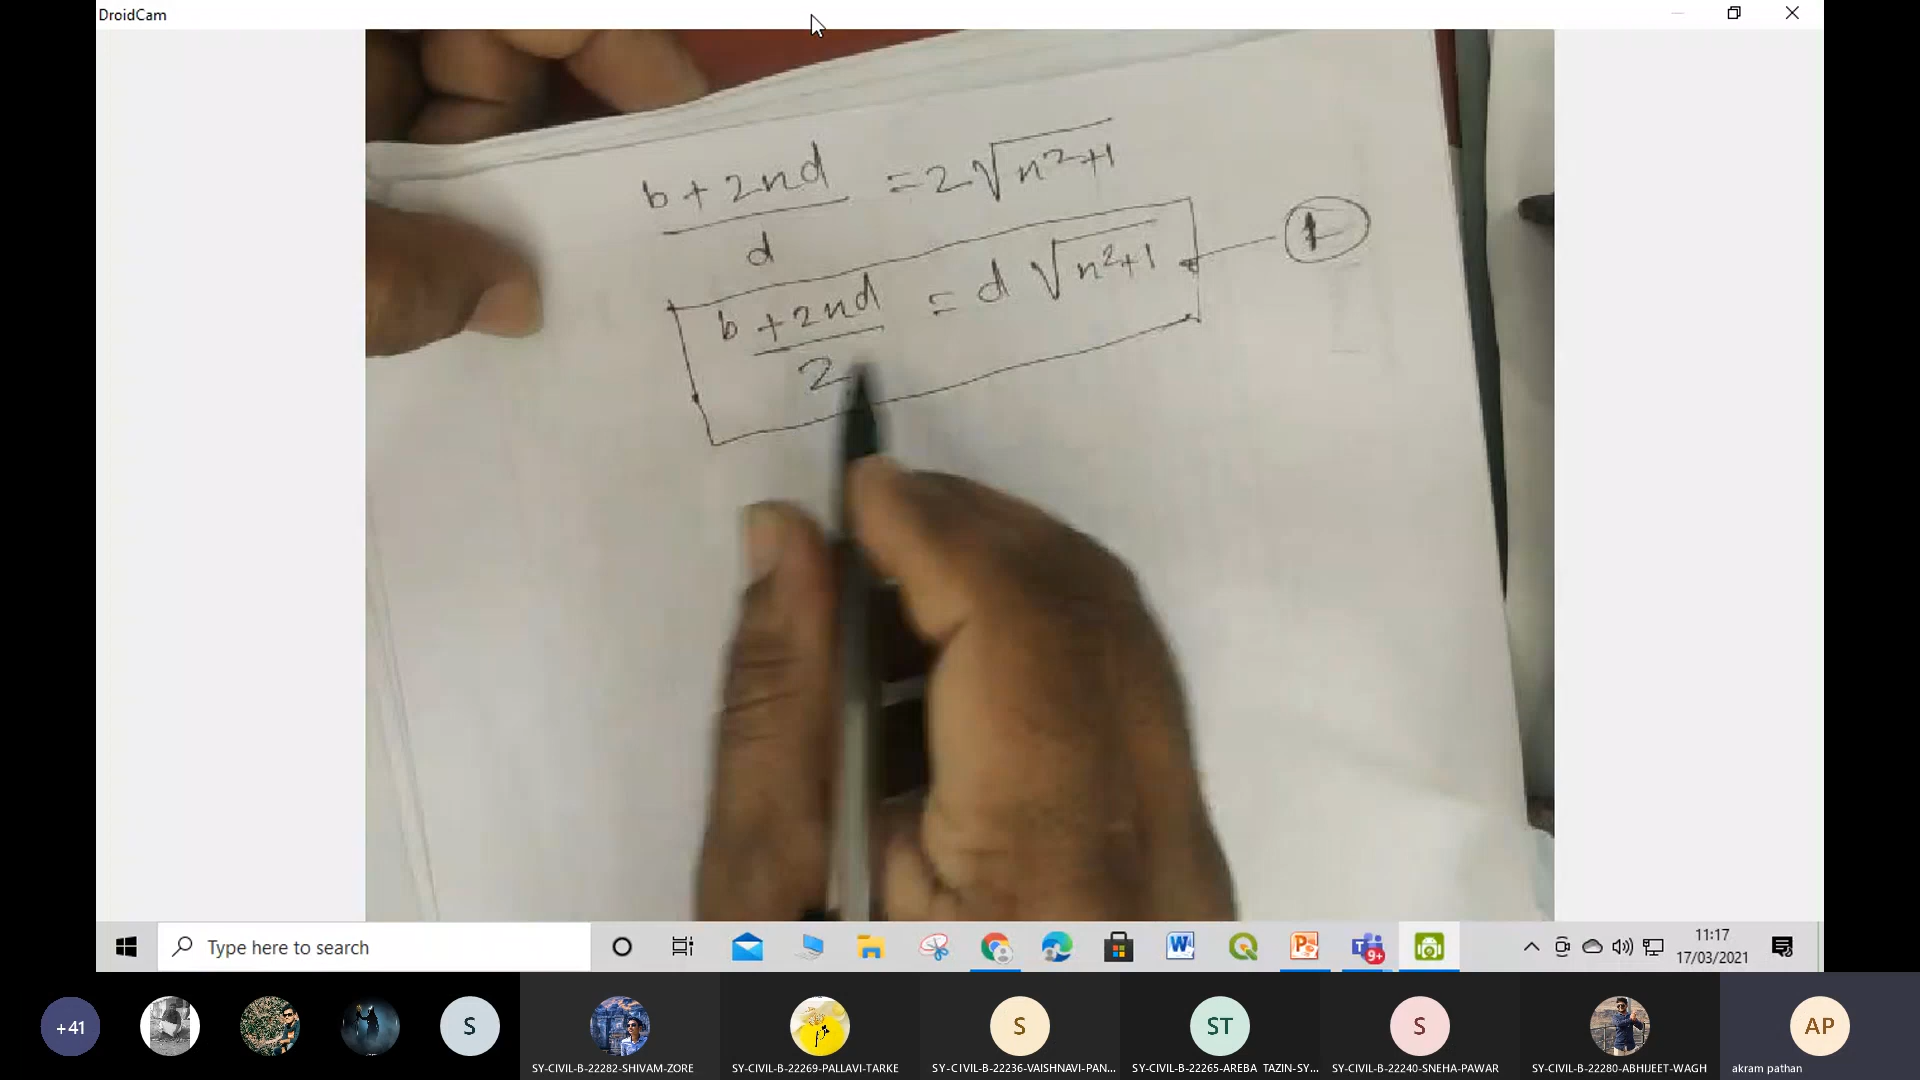 DroidCam
b + 2nd / d = 2√n²+1
b + 2nd / 2 = d √n²+1
1
Type here to search
9+
11:17
17/03/2021
+41
S
S
ST
S
AP
SY-CIVIL-B-22282-SHIVAM-ZORE
SY-CIVIL-B-22269-PALLAVI-TARKE
SY-CIVIL-B-22236-VAISHNAVI-PAN...
SY-CIVIL-B-22265-AREBA TAZIN-SY...
SY-CIVIL-B-22240-SNEHA-PAWAR
SY-CIVIL-B-22280-ABHIJEET-WAGH
akram pathan